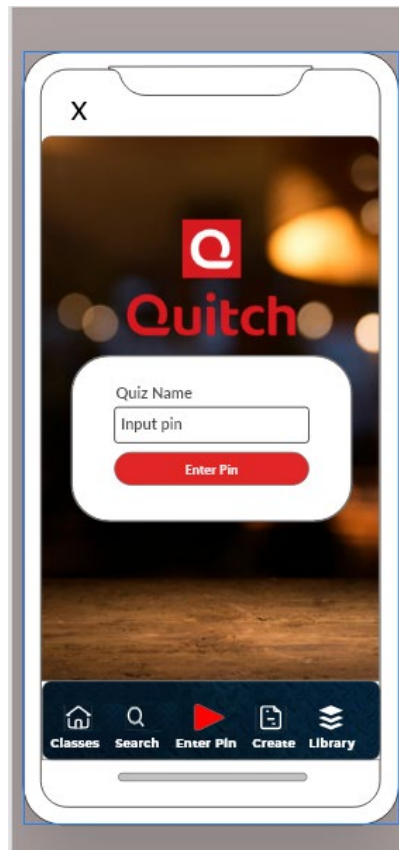 X
Q
Quitch
Quiz Name
Input pin
Enter Pin
Classes Search Enter Pin Create Library